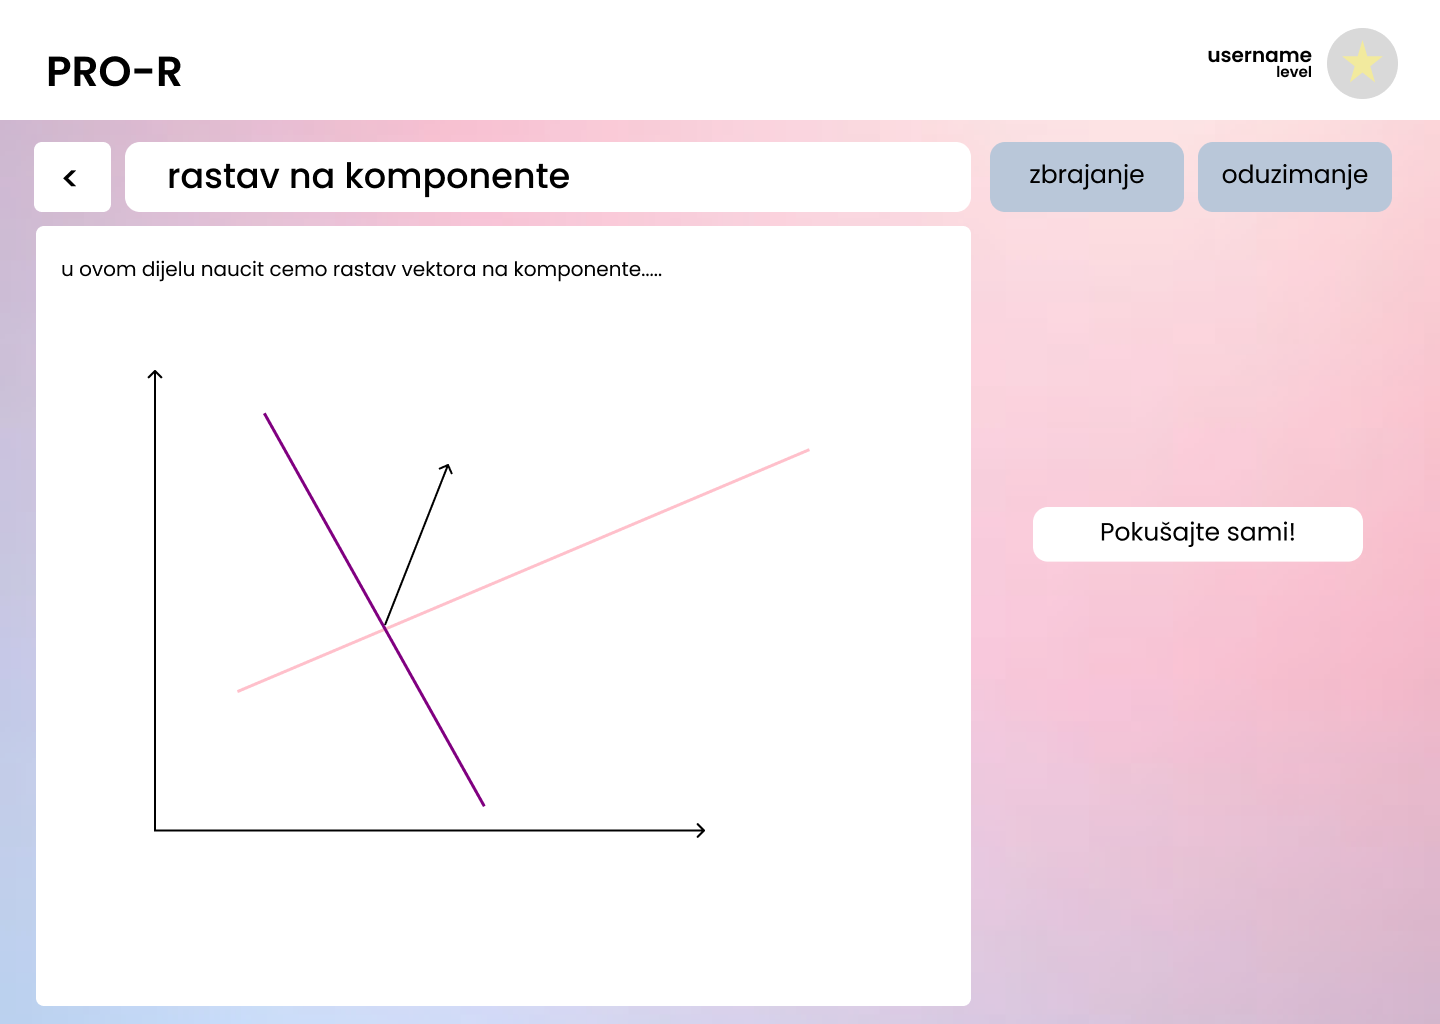 PRO-R
username
level
<
rastav na komponente
zbrajanje
oduzimanje
u ovom dijelu naucit cemo rastav vektora na komponente.....
Pokušajte sami!